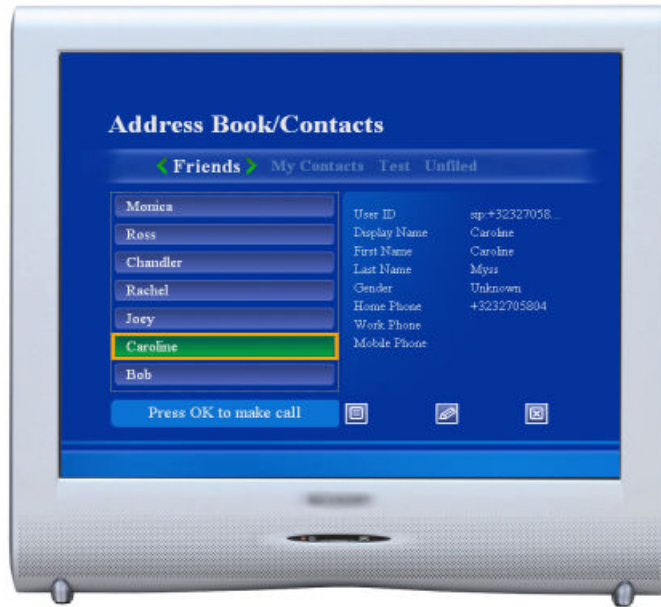 Address Book/Contacts
< Friends > My Contacts Test Unfiled
Monica
Ross
Chandler
Rachel
Joey
Caroline
Bob
Press OK to make call
User ID sip:+32327058...
Display Name Caroline
First Name Caroline
Last Name Myss
Gender Unknown
Home Phone +3232705804
Work Phone
Mobile Phone